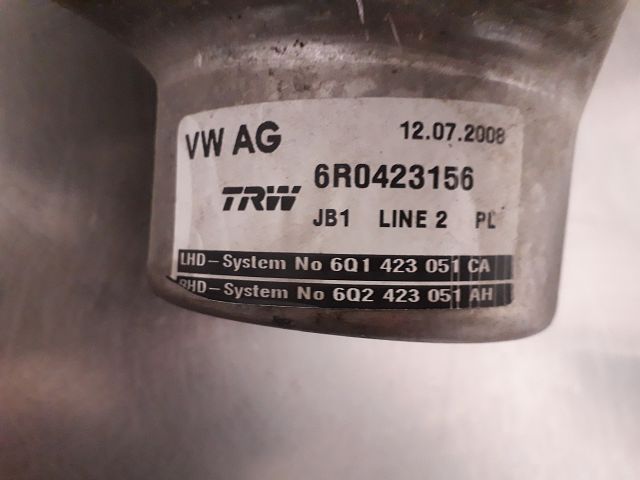 VW AG 12.07.2008
6R0423156
TRW
JB1 LINE 2 PL
LHD-System No 6Q1 423 051 CA
RHD-System No 6Q2 423 051 AH